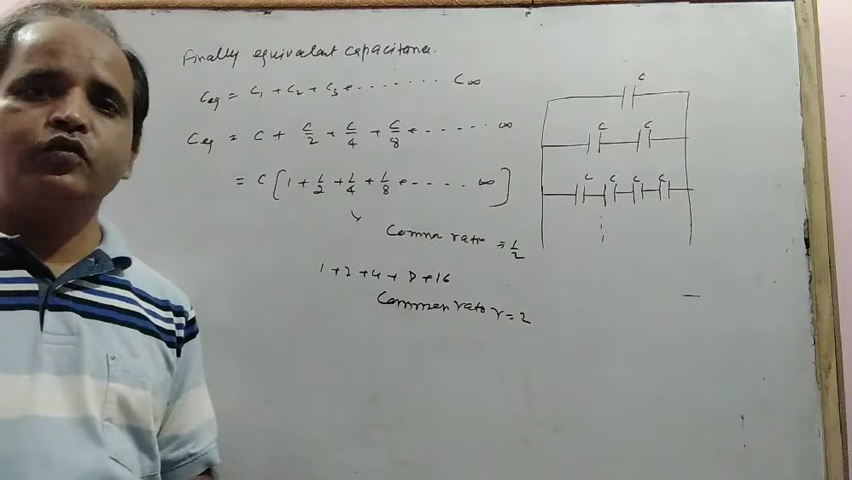 Finally equivalent capacitance.
Ceq = C1 + C2 + C3 + ........ C∞
Ceq = C + C/2 + C/4 + C/8 + ...... ∞
= C [1 + 1/2 + 1/4 + 1/8 + ..... ∞]
Common ratio = 1/2
1 + 2 + 4 + 8 + 16
Common ratio r = 2
C
C C
C C C C